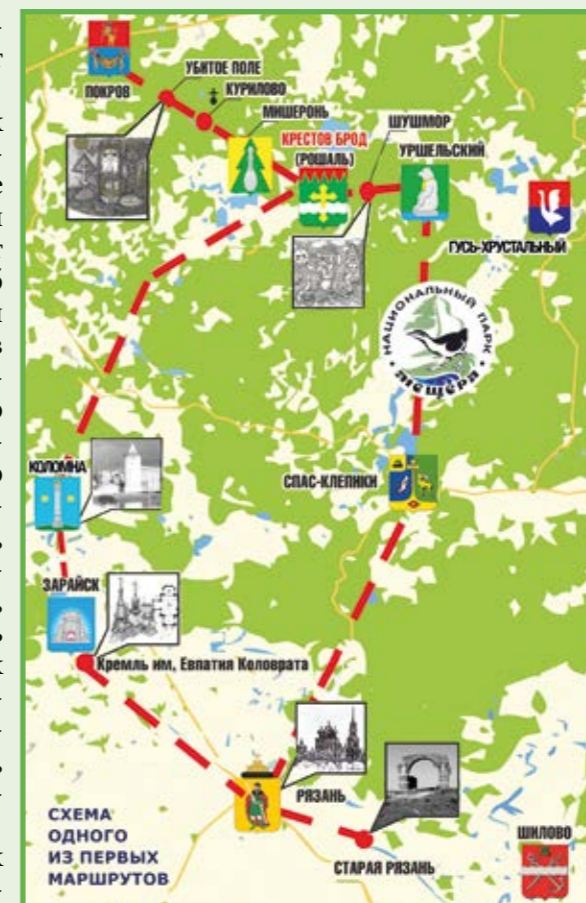 ПОКРОВ
УБИТОЕ ПОЛЕ
КУРИЛОВО
МИШЕРОНЬ
КРЕСТОВ БРОД
(РОШАЛЬ)
ШУШМОР
УРШЕЛЬСКИЙ
ГУСЬ-ХРУСТАЛЬНЫЙ
НАЦИОНАЛЬНЫЙ ПАРК
МЕЩЁРА
КОЛОМНА
СПАС-КЛЕПИКИ
ЗАРАЙСК
Кремль им, Евпатия Коловрата
РЯЗАНЬ
СТАРАЯ РЯЗАНЬ
ШИЛОВО
СХЕМА
ОДНОГО
ИЗ ПЕРВЫХ
МАРШРУТОВ